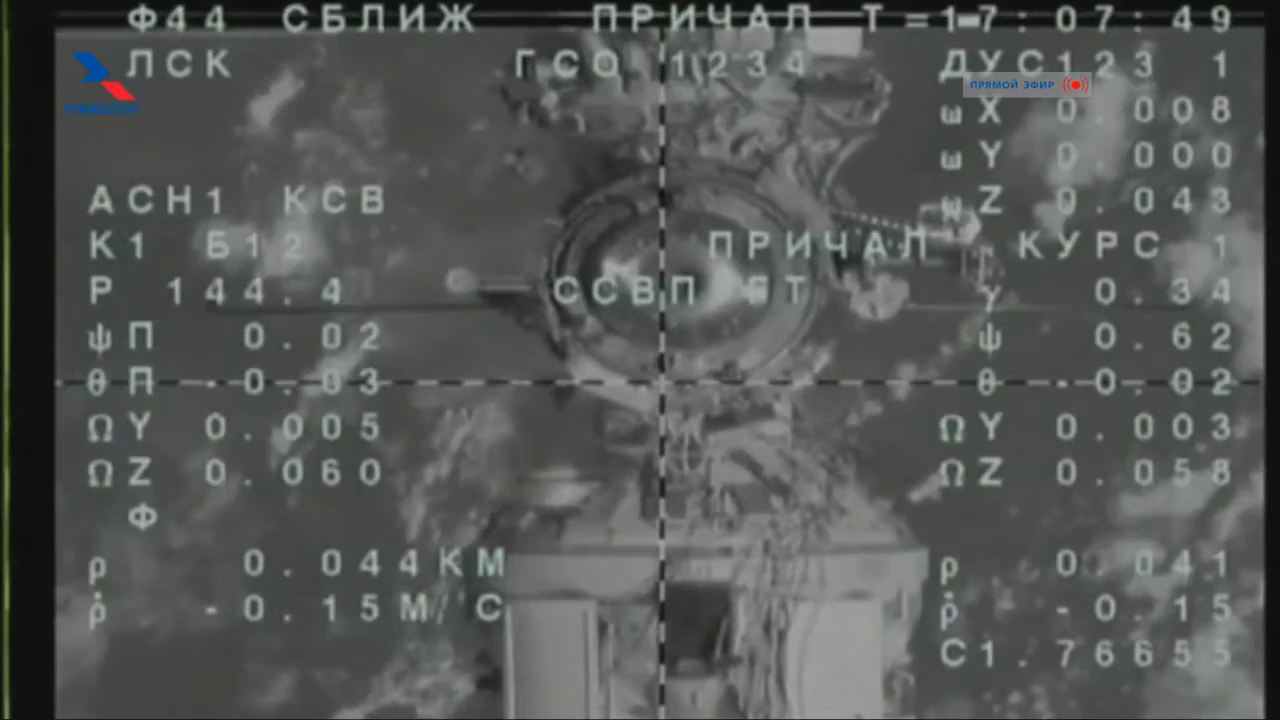 Ф44 СБЛИЖ ПРИЧАЛ Т=17:07:49
ЛСК ГСО 1234 ДУС123 1
ПРЯМОЙ ЭФИР
ωX 0.008
ωY 0.000
АСН1 КСВ ωZ 0.043
К1 Б12 ПРИЧАЛ КУРС 1
Р 144.4 ССВП γ 0.34
ψП 0.02 ψ 0.62
θП -0.03 θ -0.02
ΩY 0.005 ΩY 0.003
ΩZ 0.060 ΩZ 0.058
Ф
ρ 0.044КМ ρ 0.041
ρ̇ -0.15М/С ρ̇ -0.15
С1.76655